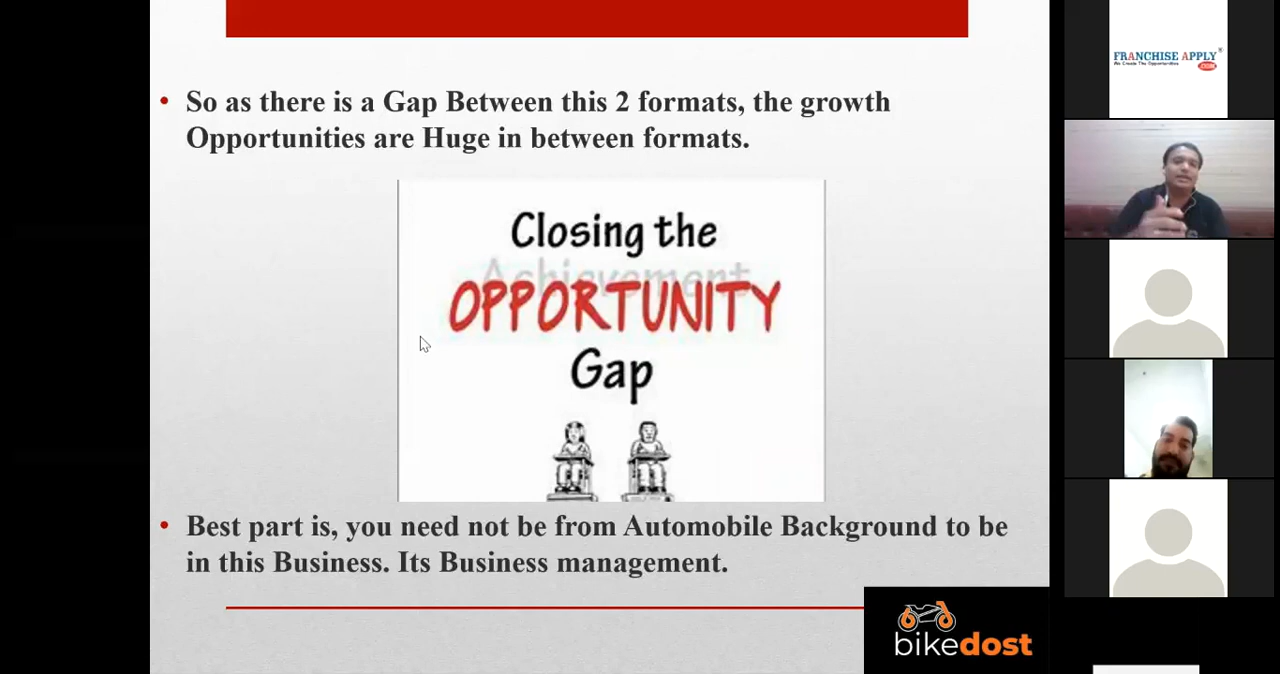 So as there is a Gap Between this 2 formats, the growth
Opportunities are Huge in between formats.
Closing the
Achievement
OPPORTUNITY
Gap
Best part is, you need not be from Automobile Background to be
in this Business. Its Business management.
bikedost
FRANCHISE APPLY
We Create The Opportunities